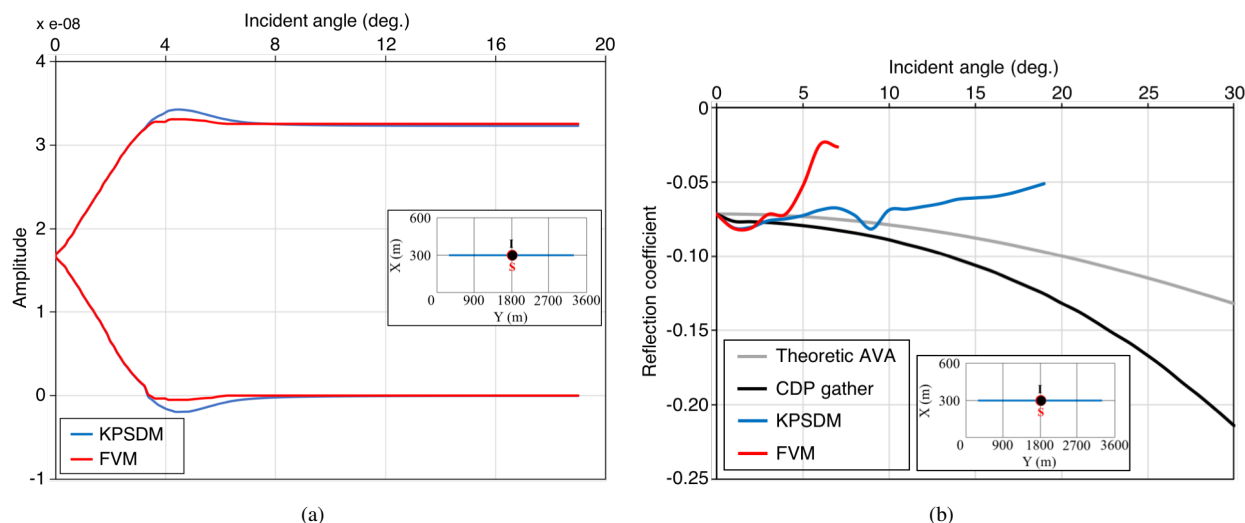 x e-08
Incident angle (deg.)
0 4 8 12 16 20
4
3
2
1
0
-1
Amplitude
600
300
0
X (m)
I
S
900 1800 2700 3600
Y (m)
KPSDM
FVM
(a)
Incident angle (deg.)
0 5 10 15 20 25 30
0
-0.05
-0.10
-0.15
-0.20
-0.25
Reflection coefficient
Theoretic AVA
CDP gather
KPSDM
FVM
600
300
0
X (m)
I
S
900 1800 2700 3600
Y (m)
(b)